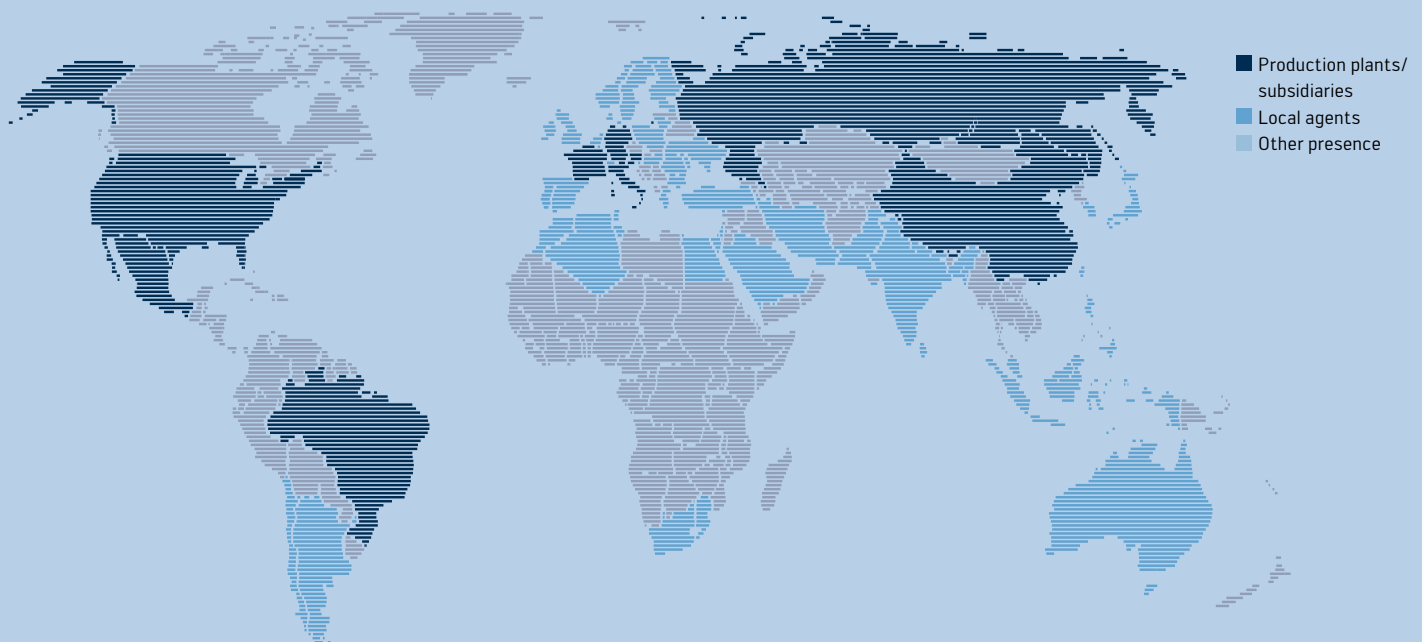 Production plants/
subsidiaries
Local agents
Other presence